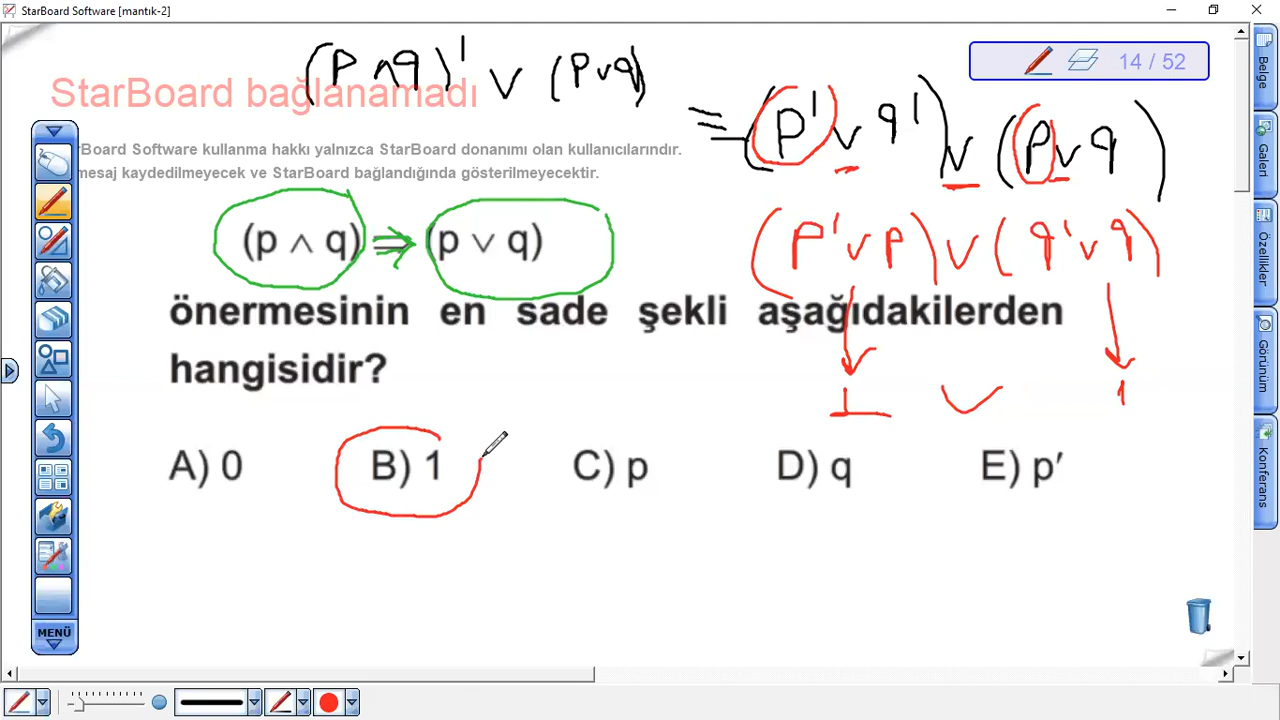 StarBoard Software [mantık-2]
(p ∧ q)' ∨ (p ∨ q)
≡ (p' ∨ q') ∨ (p ∨ q)
14 / 52
StarBoard bağlanamadı
rBoard Software kullanma hakkı yalnızca StarBoard donanımı olan kullanıcılarındır.
mesaj kaydedilmeyecek ve StarBoard bağlandığında gösterilmeyecektir.
(p ∧ q) ⇒ (p ∨ q)
(p' ∨ p) ∨ (q' ∨ q)
önermesinin en sade şekli aşağıdakilerden
hangisidir?
1 ∨ 1
A) 0 B) 1 C) p D) q E) p′
MENÜ
Belge
Galeri
Özellikler
Görünüm
Konferans